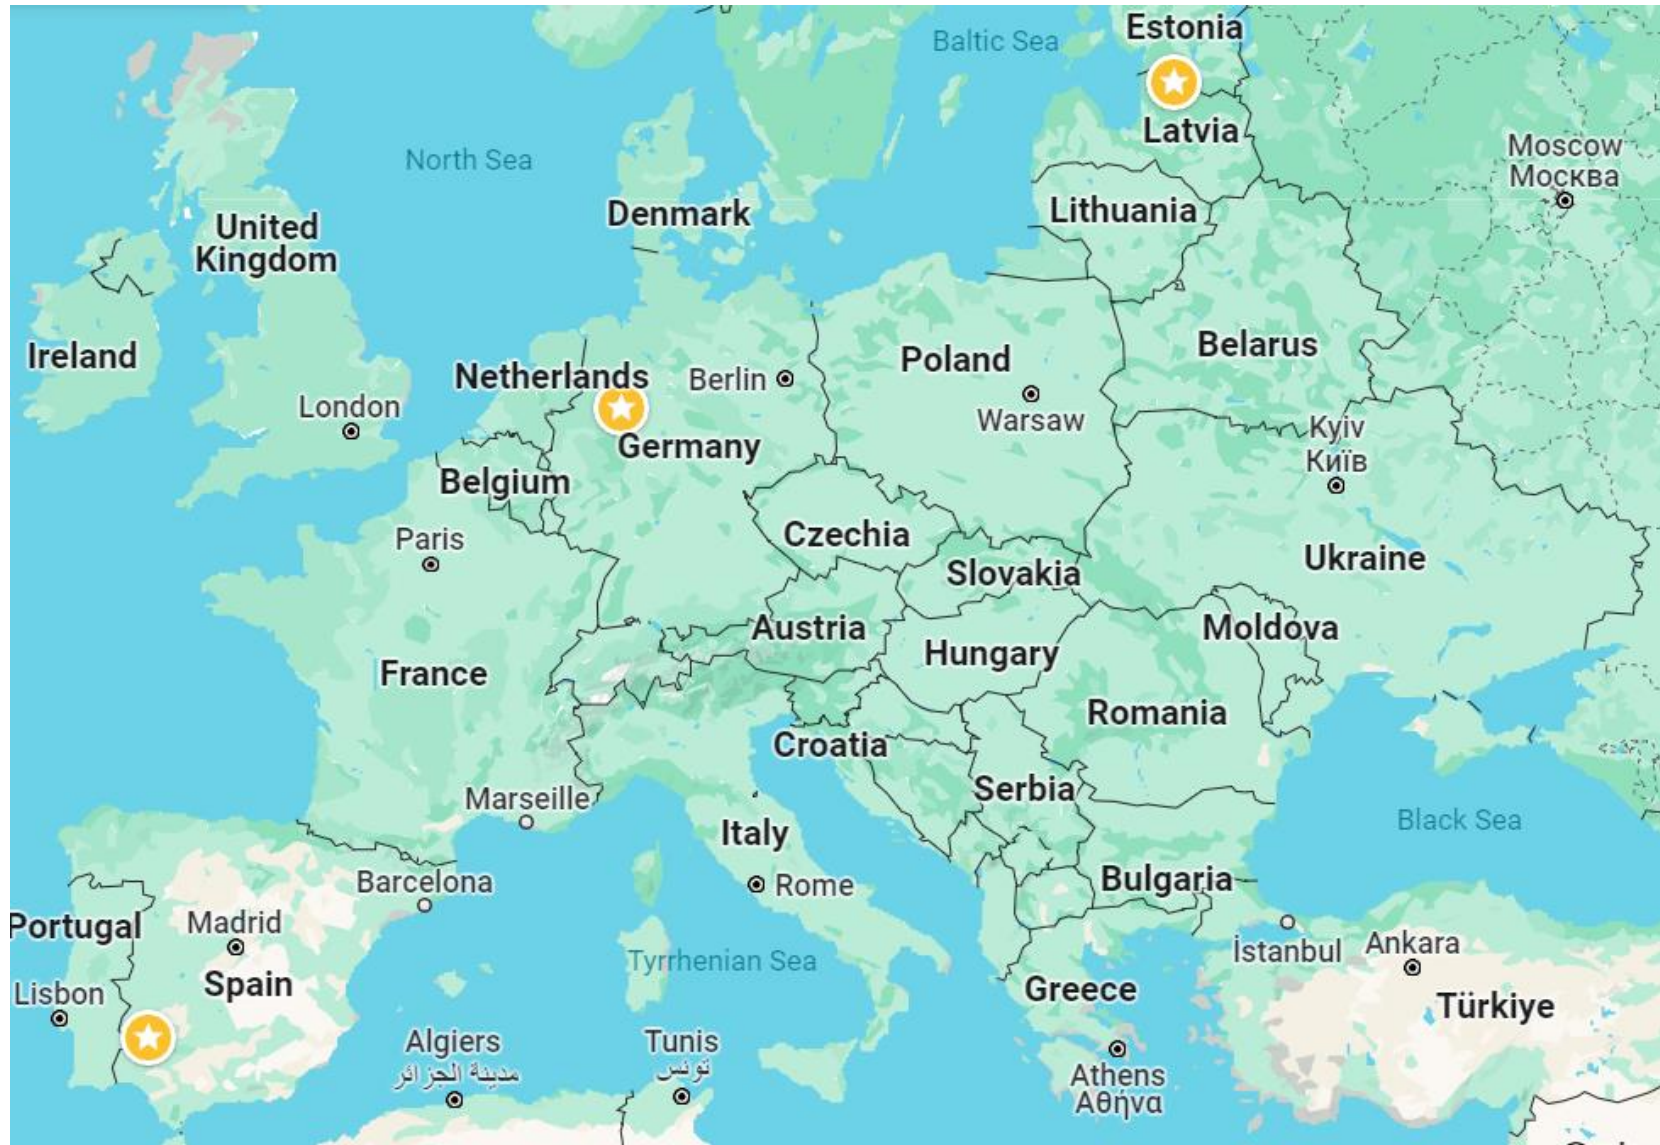 Estonia
Baltic Sea
Latvia
Moscow
Москва
North Sea
Denmark
Lithuania
United
Kingdom
Ireland
Belarus
Netherlands
Berlin
Poland
London
Warsaw
Kyiv
Київ
Germany
Belgium
Paris
Czechia
Ukraine
Slovakia
Austria
Moldova
Hungary
France
Romania
Croatia
Serbia
Marseille
Black Sea
Italy
Barcelona
Rome
Bulgaria
Portugal
Madrid
İstanbul
Ankara
Tyrrhenian Sea
Spain
Greece
Lisbon
Türkiye
Algiers
مدينة الجزائر
Tunis
تونس
Athens
Αθήνα